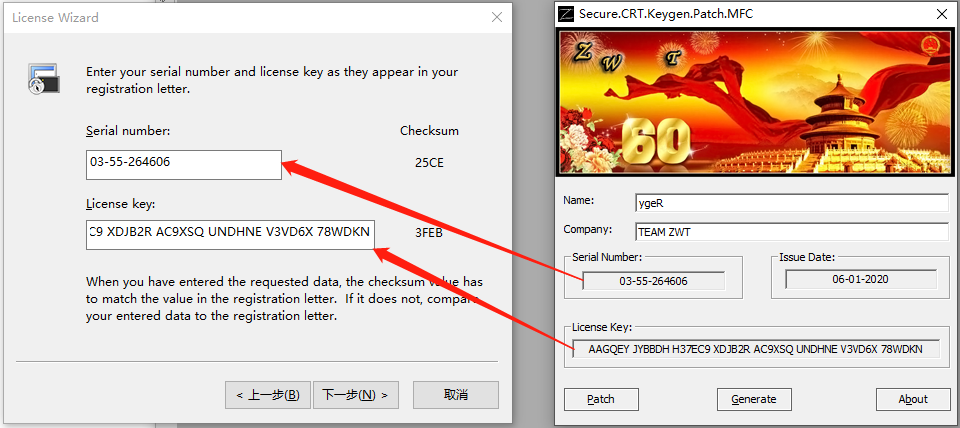 License Wizard
Enter your serial number and license key as they appear in your
registration letter.
Serial number:
Checksum
03-55-264606
25CE
License key:
C9 XDJB2R AC9XSQ UNDHNE V3VD6X 78WDKN
3FEB
When you have entered the requested data, the checksum value has
to match the value in the registration letter. If it does not, compare
your entered data to the registration letter.
< 上一步(B)
下一步(N) >
取消
Secure.CRT.Keygen.Patch.MFC
Z W T
60
Name:
ygeR
Company:
TEAM ZWT
Serial Number:
03-55-264606
Issue Date:
06-01-2020
License Key:
AAGQEY JYBBDH H37EC9 XDJB2R AC9XSQ UNDHNE V3VD6X 78WDKN
Patch
Generate
About